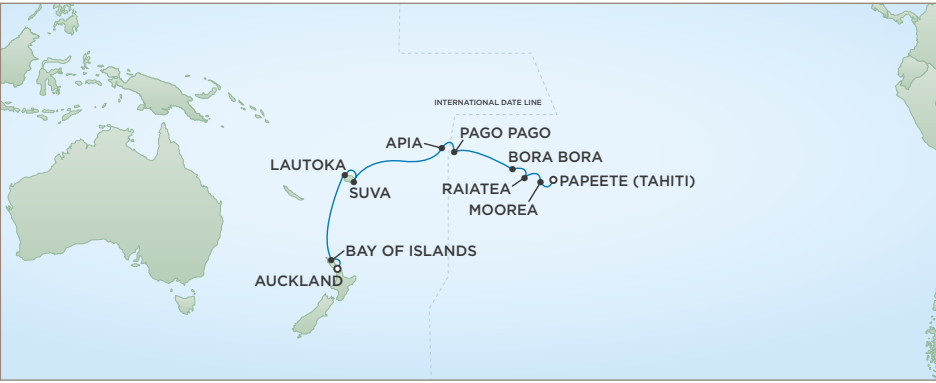 INTERNATIONAL DATE LINE
PAGO PAGO
APIA
BORA BORA
LAUTOKA
PAPEETE (TAHITI)
RAIATEA
SUVA
MOOREA
BAY OF ISLANDS
AUCKLAND